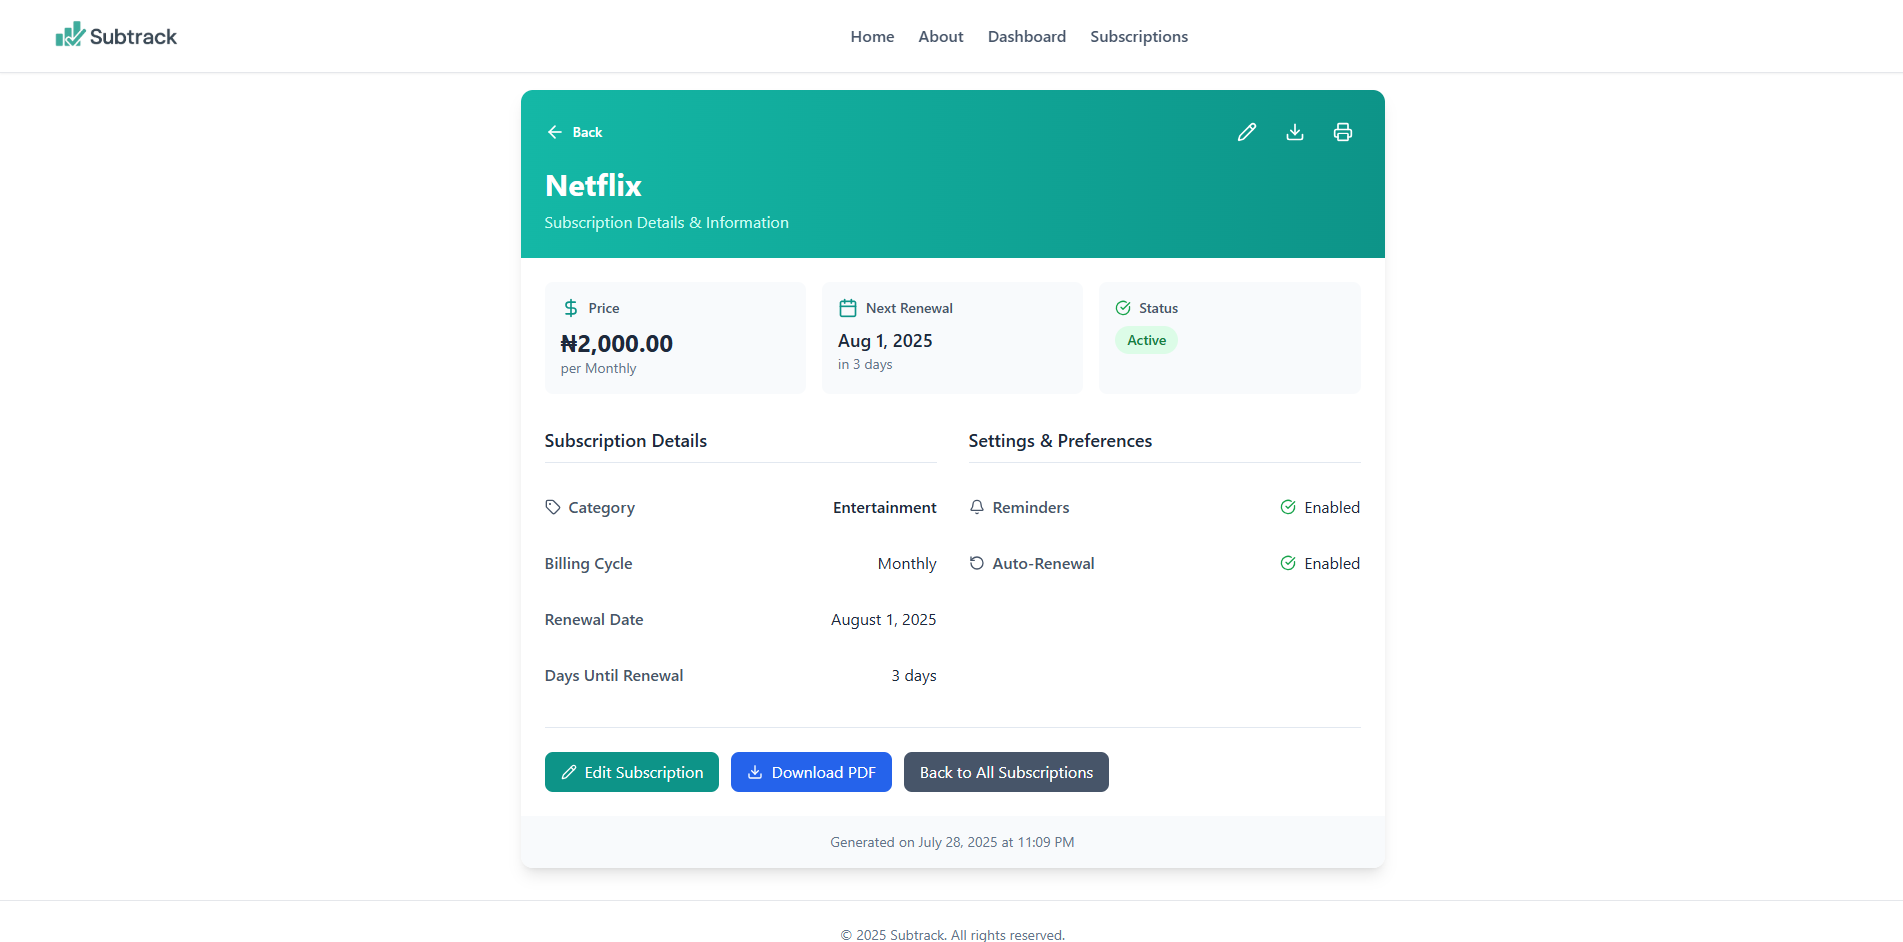 Subtrack
Home About Dashboard Subscriptions
Back
Netflix
Subscription Details & Information
Price
₦2,000.00
per Monthly
Next Renewal
Aug 1, 2025
in 3 days
Status
Active
Subscription Details
Category Entertainment
Billing Cycle Monthly
Renewal Date August 1, 2025
Days Until Renewal 3 days
Settings & Preferences
Reminders Enabled
Auto-Renewal Enabled
Edit Subscription Download PDF Back to All Subscriptions
Generated on July 28, 2025 at 11:09 PM
© 2025 Subtrack. All rights reserved.